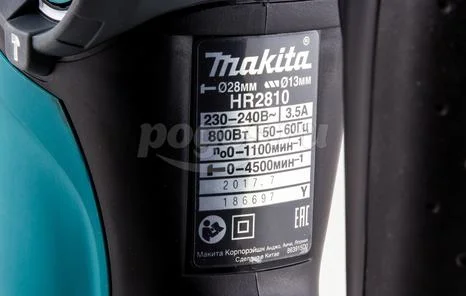 makita
Ø28мм Ø13мм
HR2810
230-240В~ 3.5А
800Вт 50-60Гц
n₀0-1100мин⁻¹
0-4500мин⁻¹
2017.7
186697 Y
EAC
Макита Корпорэйшн Анджо, Аичи, Япония
Сделано в Китае